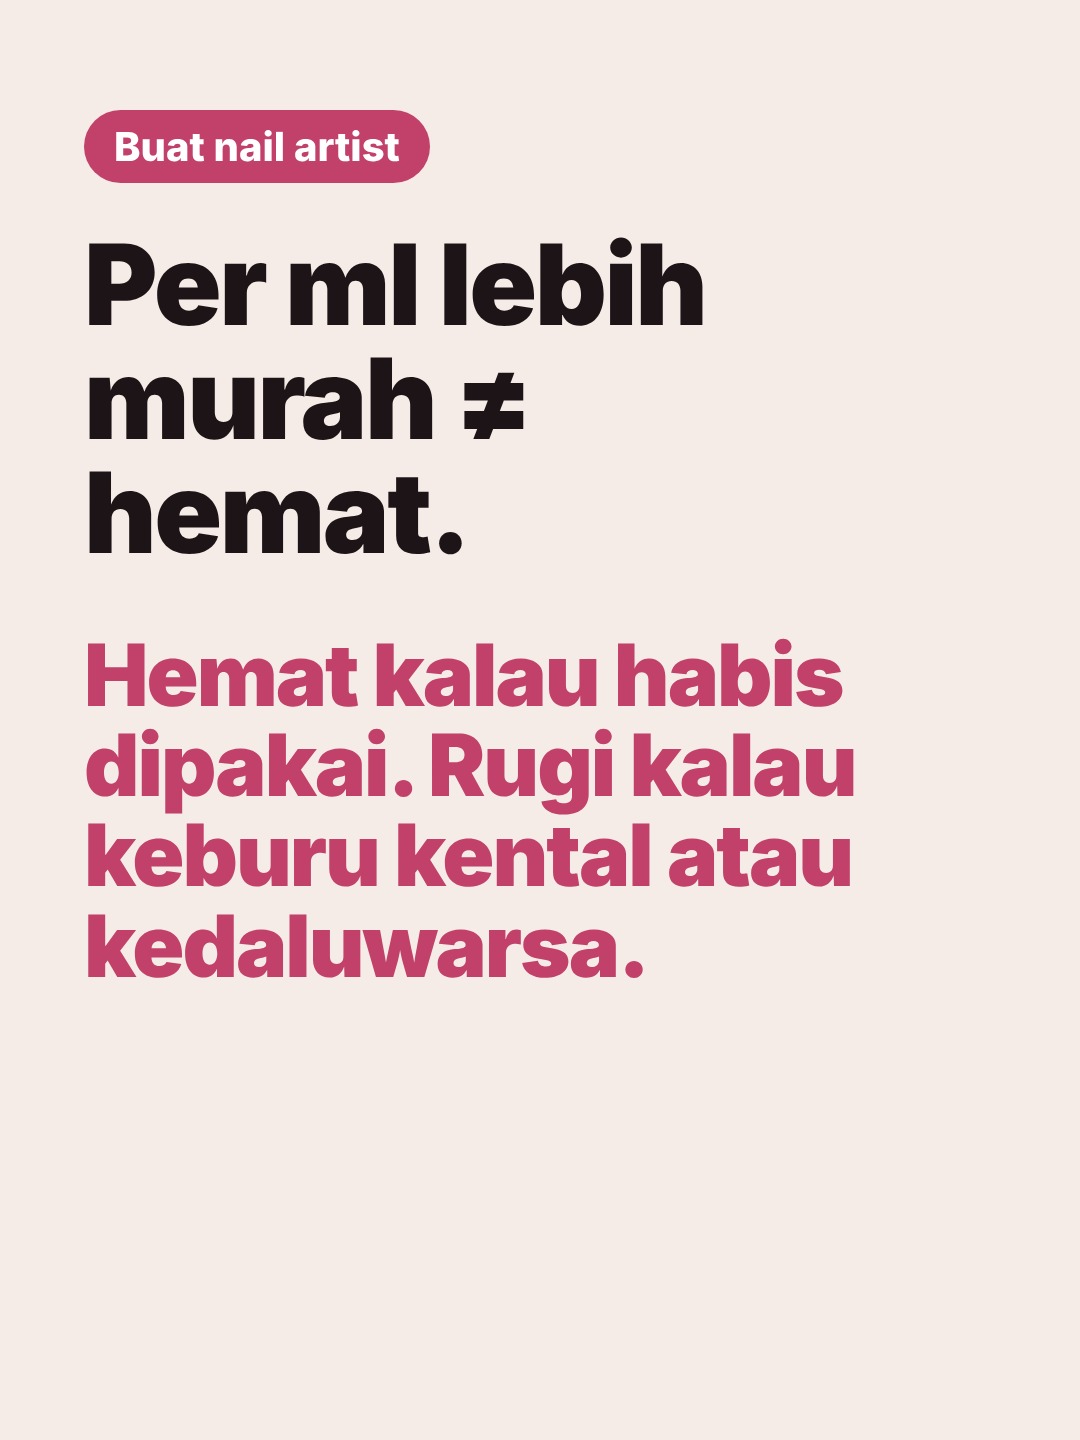 Buat nail artist
Per ml lebih
murah ≠
hemat.
Hemat kalau habis
dipakai. Rugi kalau
keburu kental atau
kedaluwarsa.